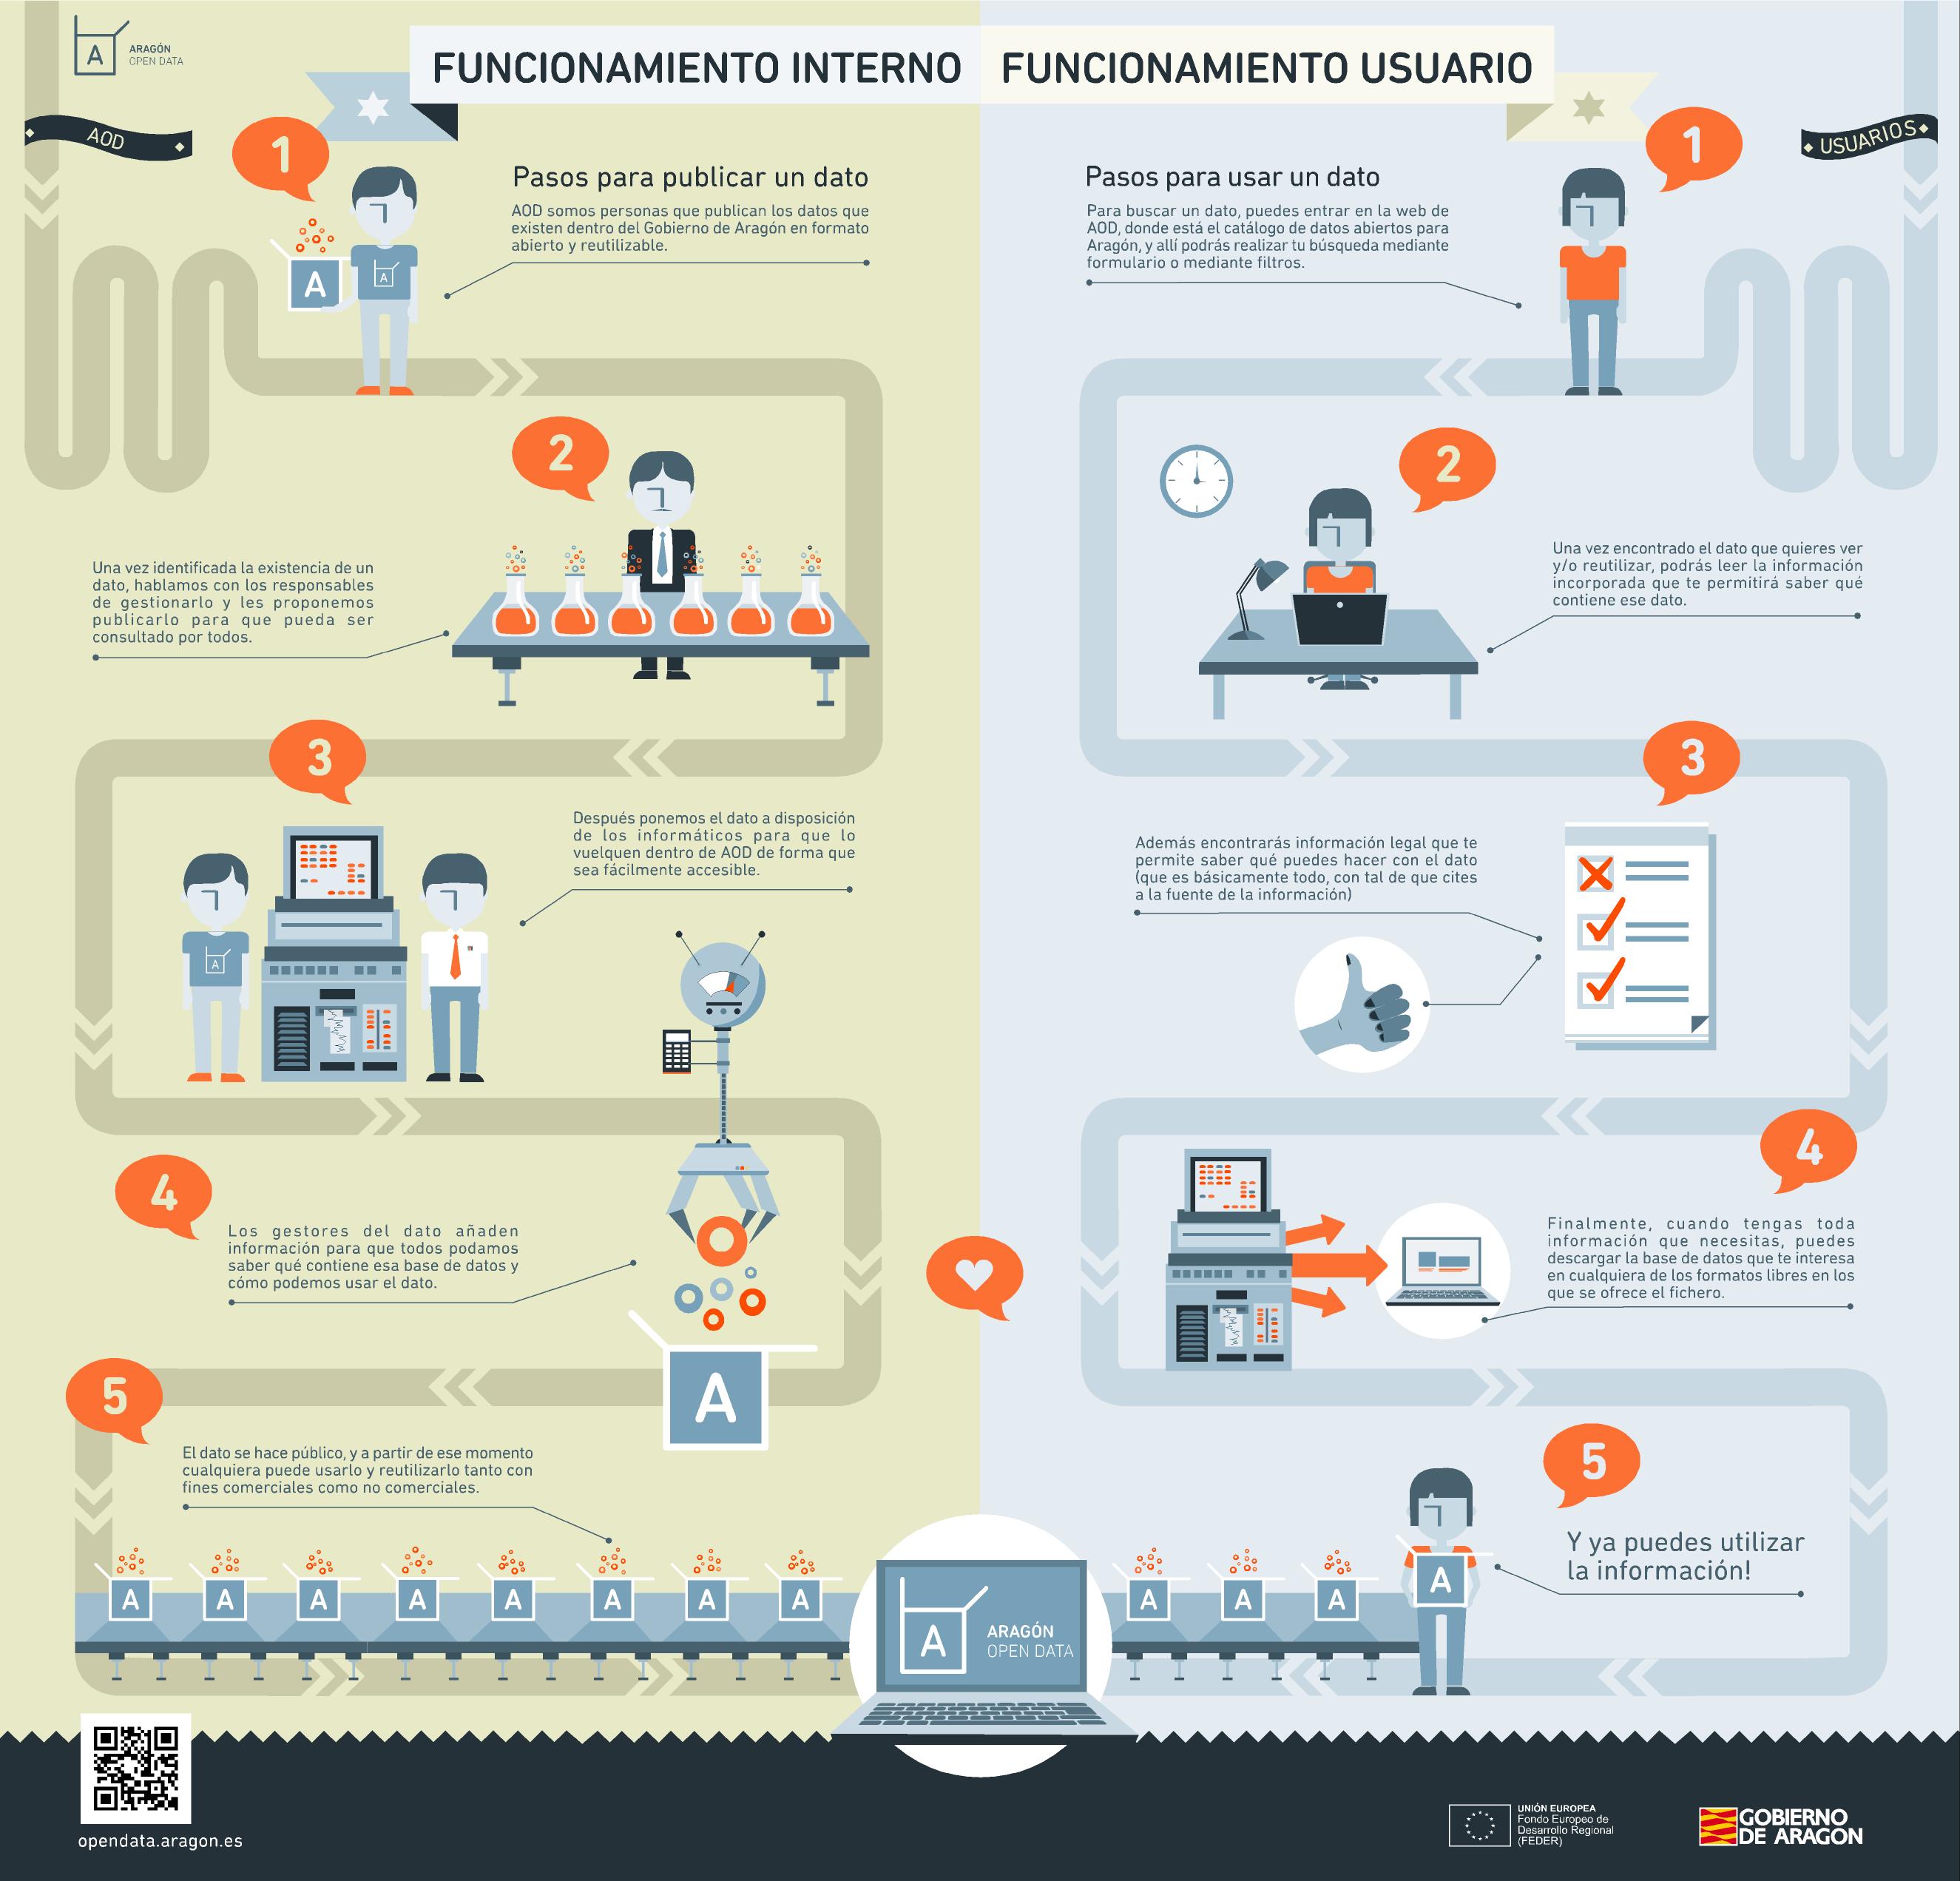 A
ARAGÓN
OPEN DATA
FUNCIONAMIENTO INTERNO
FUNCIONAMIENTO USUARIO
AOD
USUARIOS
1
A
A
Pasos para publicar un dato
AOD somos personas que publican los datos que
existen dentro del Gobierno de Aragón en formato
abierto y reutilizable.
2
Una vez identificada la existencia de un
dato, hablamos con los responsables
de gestionarlo y les proponemos
publicarlo para que pueda ser
consultado por todos.
3
A
Después ponemos el dato a disposición
de los informáticos para que lo
vuelquen dentro de AOD de forma que
sea fácilmente accesible.
4
Los gestores del dato añaden
información para que todos podamos
saber qué contiene esa base de datos y
cómo podemos usar el dato.
A
5
El dato se hace público, y a partir de ese momento
cualquiera puede usarlo y reutilizarlo tanto con
fines comerciales como no comerciales.
A A A A A A A A
1
Pasos para usar un dato
Para buscar un dato, puedes entrar en la web de
AOD, donde está el catálogo de datos abiertos para
Aragón, y allí podrás realizar tu búsqueda mediante
formulario o mediante filtros.
2
Una vez encontrado el dato que quieres ver
y/o reutilizar, podrás leer la información
incorporada que te permitirá saber qué
contiene ese dato.
3
Además encontrarás información legal que te
permite saber qué puedes hacer con el dato
(que es básicamente todo, con tal de que cites
a la fuente de la información)
4
Finalmente, cuando tengas toda
información que necesitas, puedes
descargar la base de datos que te interesa
en cualquiera de los formatos libres en los
que se ofrece el fichero.
5
Y ya puedes utilizar
la información!
A A A
A
A
ARAGÓN
OPEN DATA
opendata.aragon.es
UNIÓN EUROPEA
Fondo Europeo de
Desarrollo Regional
(FEDER)
GOBIERNO
DE ARAGON